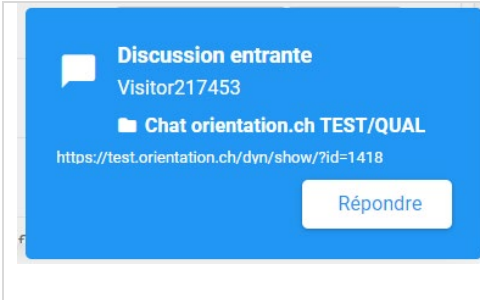 Discussion entrante
Visitor217453
Chat orientation.ch TEST/QUAL
https://test.orientation.ch/dyn/show/?id=1418
Répondre